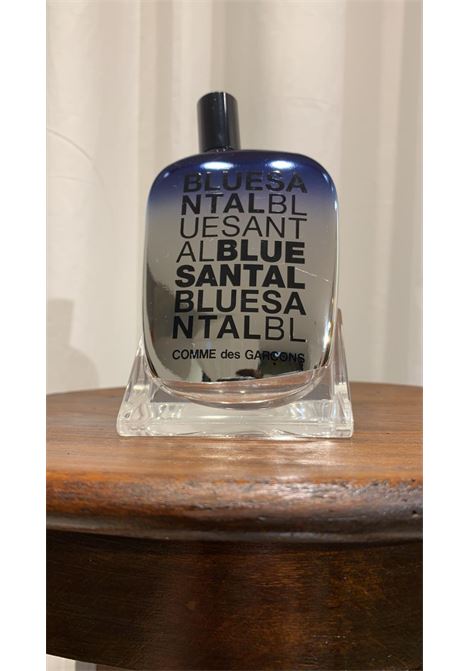 BLUESA
NTALBL
UESANT
ALBLUE
SANTAL
BLUESA
NTALBL
COMME des GARCONS